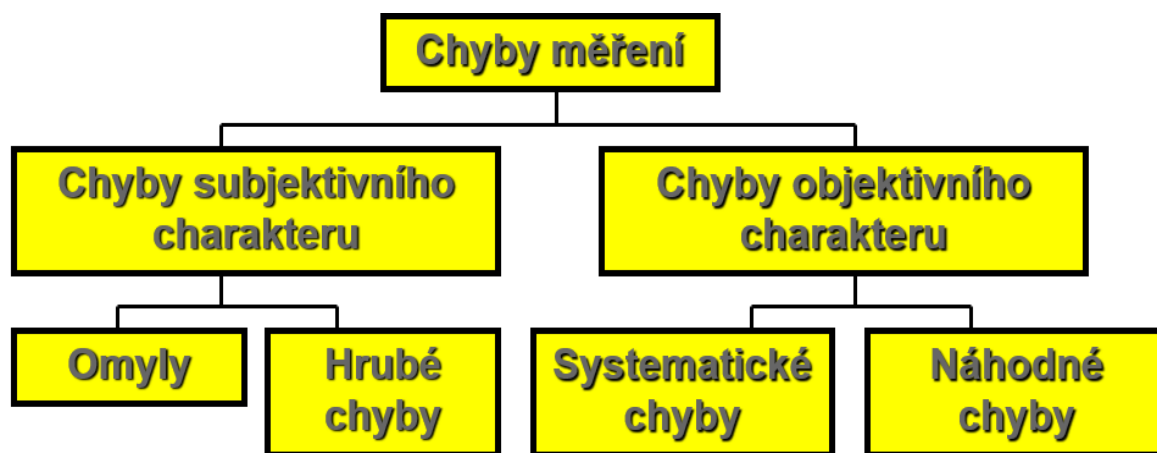 Chyby měření
Chyby subjektivního
charakteru
Chyby objektivního
charakteru
Omyly
Hrubé
chyby
Systematické
chyby
Náhodné
chyby